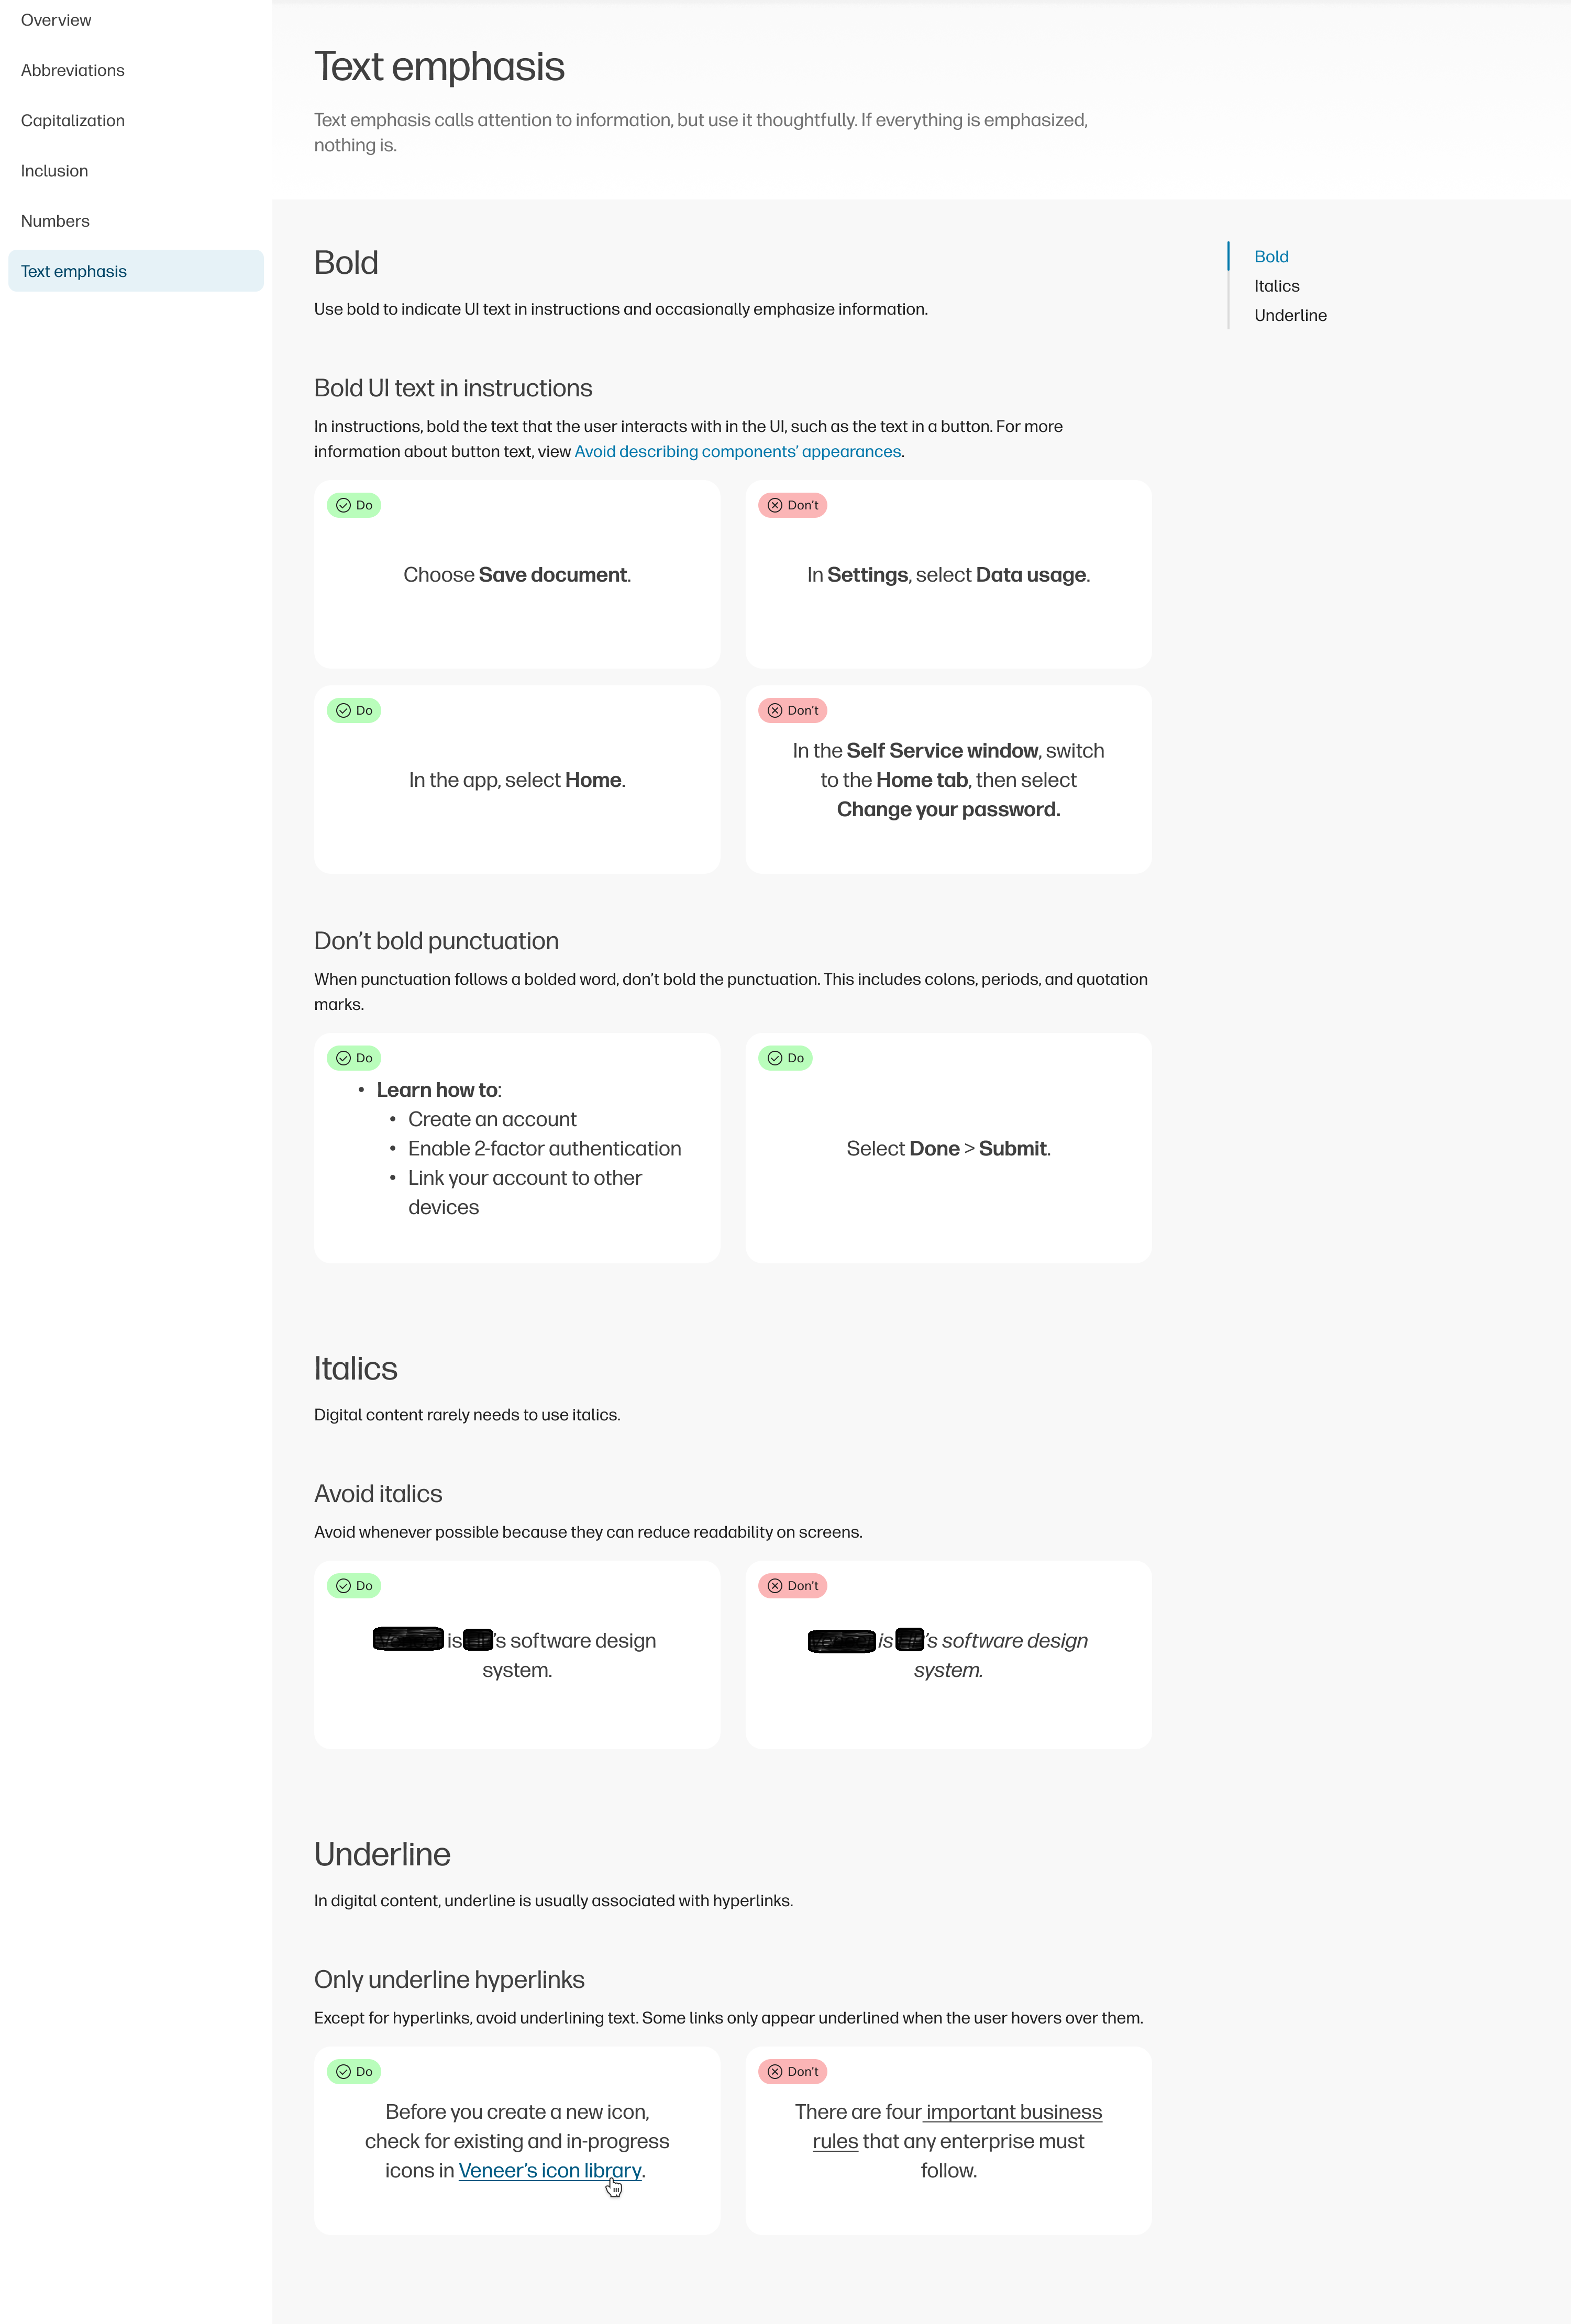 Overview
Abbreviations
Capitalization
Inclusion
Numbers
Text emphasis
Text emphasis
Text emphasis calls attention to information, but use it thoughtfully. If everything is emphasized,
nothing is.
Bold
Italics
Underline
Bold
Use bold to indicate UI text in instructions and occasionally emphasize information.
Bold UI text in instructions
In instructions, bold the text that the user interacts with in the UI, such as the text in a button. For more
information about button text, view Avoid describing components’ appearances.
Do
Choose Save document.
Don't
In Settings, select Data usage.
Do
In the app, select Home.
Don't
In the Self Service window, switch
to the Home tab, then select
Change your password.
Don’t bold punctuation
When punctuation follows a bolded word, don’t bold the punctuation. This includes colons, periods, and quotation
marks.
Do
• Learn how to:
• Create an account
• Enable 2-factor authentication
• Link your account to other
devices
Do
Select Done > Submit.
Italics
Digital content rarely needs to use italics.
Avoid italics
Avoid whenever possible because they can reduce readability on screens.
Do
is 's software design
system.
Don't
is 's software design
system.
Underline
In digital content, underline is usually associated with hyperlinks.
Only underline hyperlinks
Except for hyperlinks, avoid underlining text. Some links only appear underlined when the user hovers over them.
Do
Before you create a new icon,
check for existing and in-progress
icons in Veneer’s icon library.
Don't
There are four important business
rules that any enterprise must
follow.